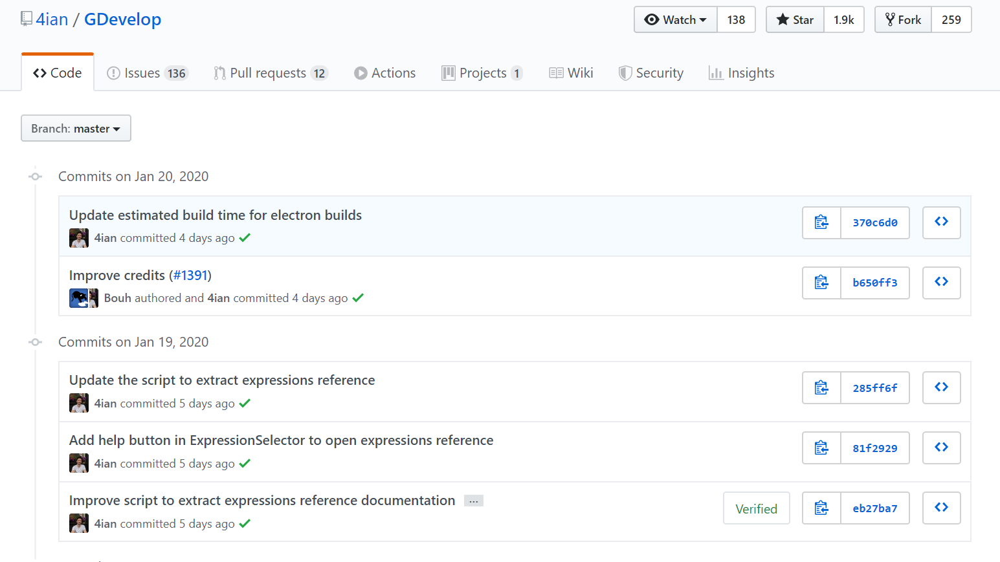 4ian / GDevelop
Watch 138 Star 1.9k Fork 259
Code Issues 136 Pull requests 12 Actions Projects 1 Wiki Security Insights
Branch: master
Commits on Jan 20, 2020
Update estimated build time for electron builds
4ian committed 4 days ago
370c6d0
Improve credits (#1391)
Bouh authored and 4ian committed 4 days ago
b650ff3
Commits on Jan 19, 2020
Update the script to extract expressions reference
4ian committed 5 days ago
285ff6f
Add help button in ExpressionSelector to open expressions reference
4ian committed 5 days ago
81f2929
Improve script to extract expressions reference documentation ...
4ian committed 5 days ago
Verified eb27ba7